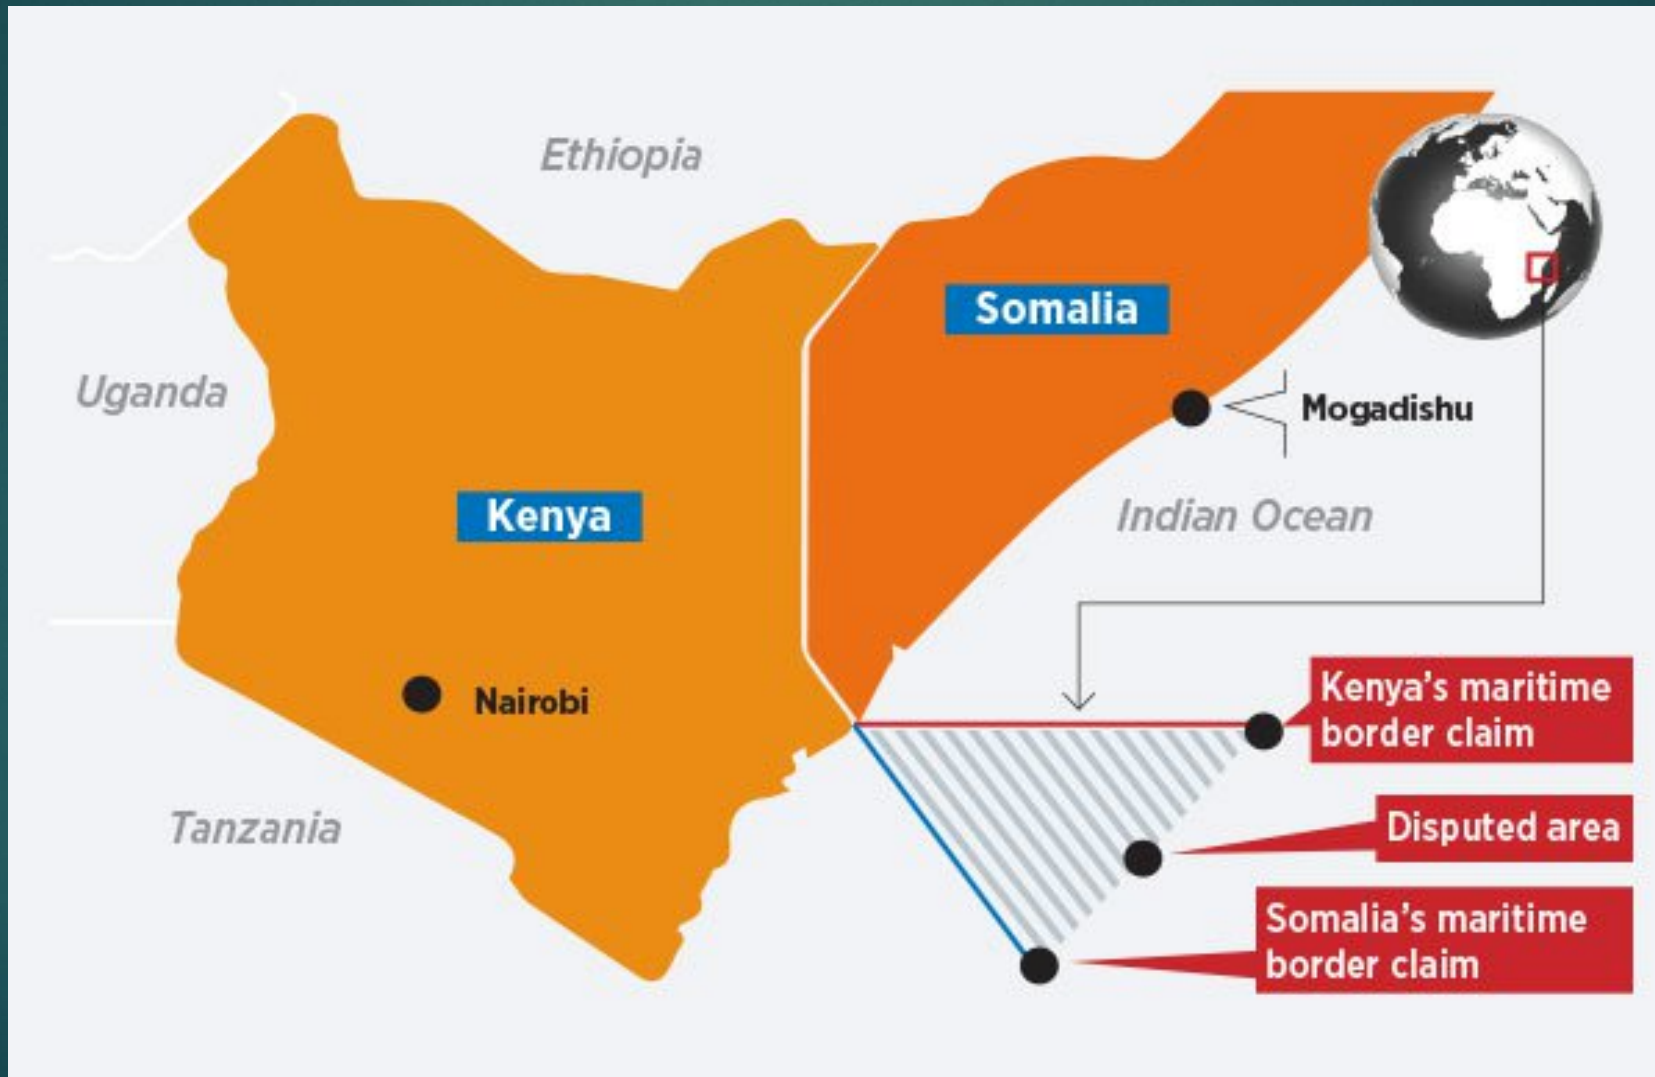 Ethiopia
Somalia
Uganda
Mogadishu
Kenya
Indian Ocean
Nairobi
Kenya’s maritime
border claim
Tanzania
Disputed area
Somalia’s maritime
border claim